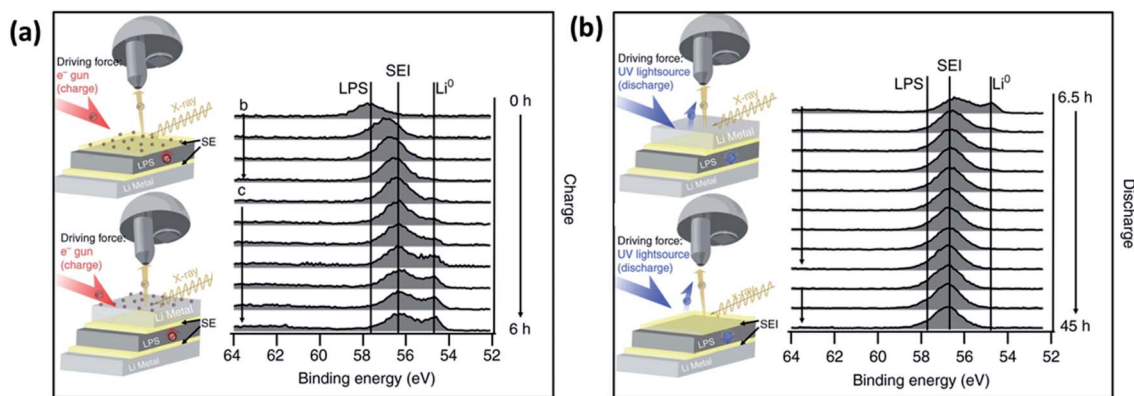 (a)
Driving force:
e⁻ gun
(charge)
X-ray
SE
LPS
Li Metal
Driving force:
e⁻ gun
(charge)
X-ray
Li Metal
SE
LPS
Li Metal
SEI
LPS
Li⁰
b
c
0 h
Charge
6 h
64 62 60 58 56 54 52
Binding energy (eV)
(b)
Driving force:
UV lightsource
(discharge)
X-ray
Li Metal
SE
LPS
Li Metal
Driving force:
UV lightsource
(discharge)
X-ray
SEI
LPS
Li Metal
SEI
LPS
Li⁰
6.5 h
Discharge
45 h
64 62 60 58 56 54 52
Binding energy (eV)